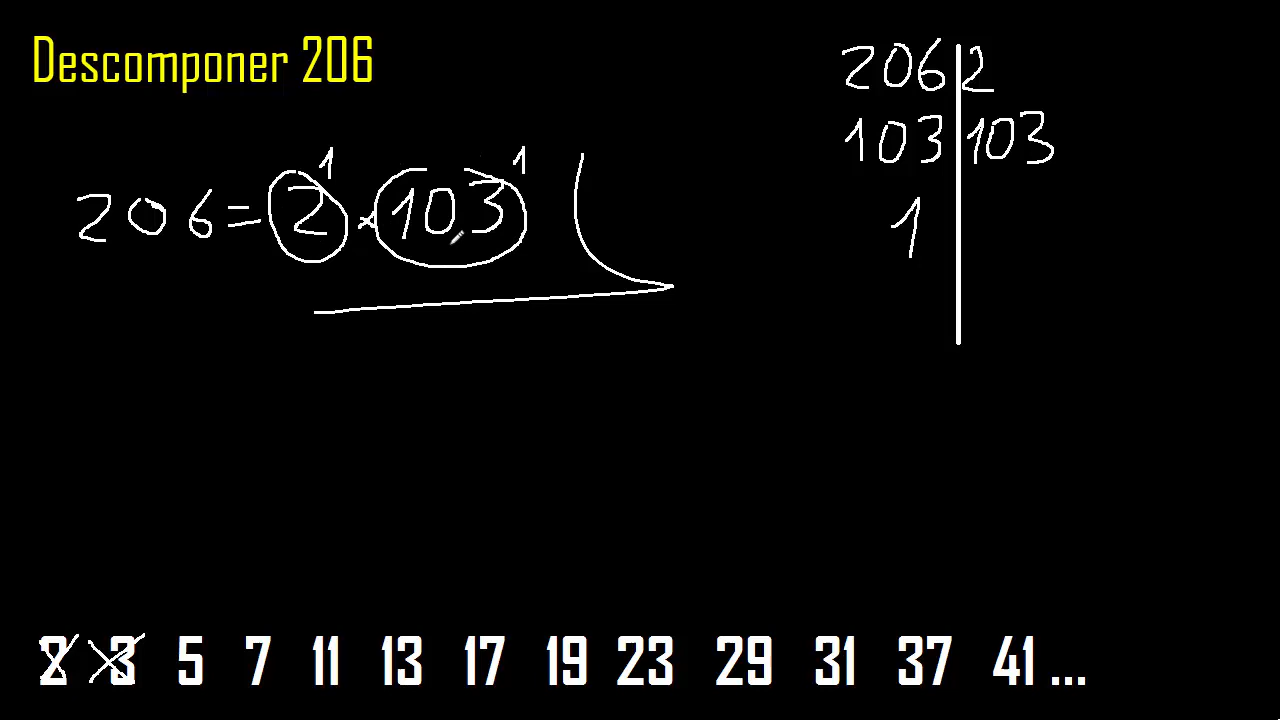 Descomponer 206
206 2
103 103
1
206 = 2¹ × 103¹
2 3 5 7 11 13 17 19 23 29 31 37 41 ...